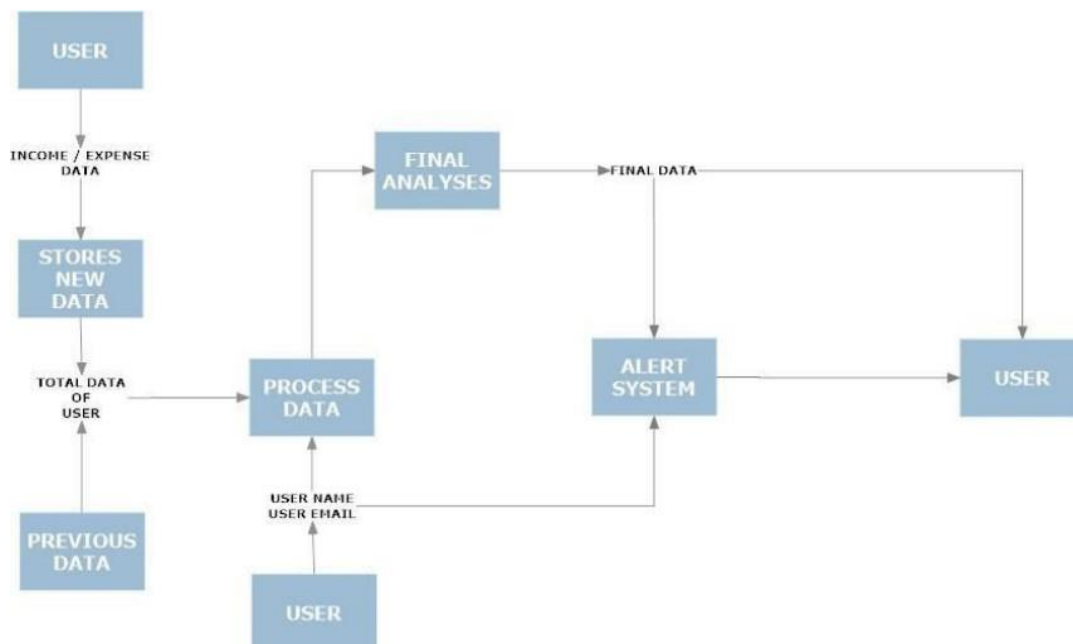 USER
INCOME / EXPENSE
DATA
STORES
NEW
DATA
TOTAL DATA
OF
USER
PREVIOUS
DATA
PROCESS
DATA
USER NAME
USER EMAIL
USER
FINAL
ANALYSES
FINAL DATA
ALERT
SYSTEM
USER